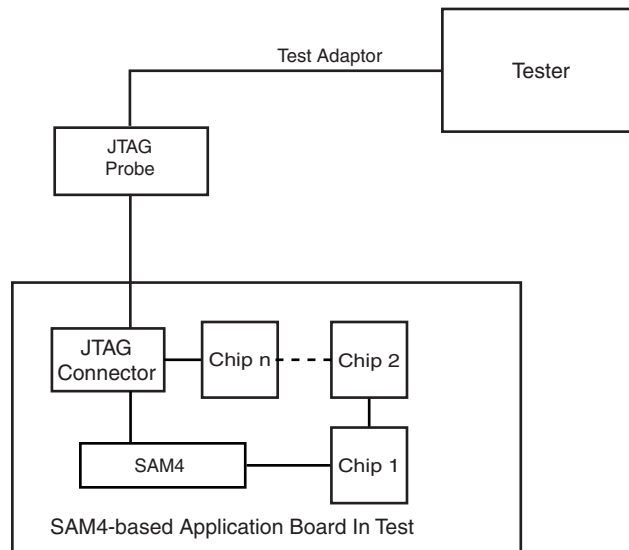 Test Adaptor
Tester
JTAG
Probe
JTAG
Connector
Chip n
Chip 2
SAM4
Chip 1
SAM4-based Application Board In Test